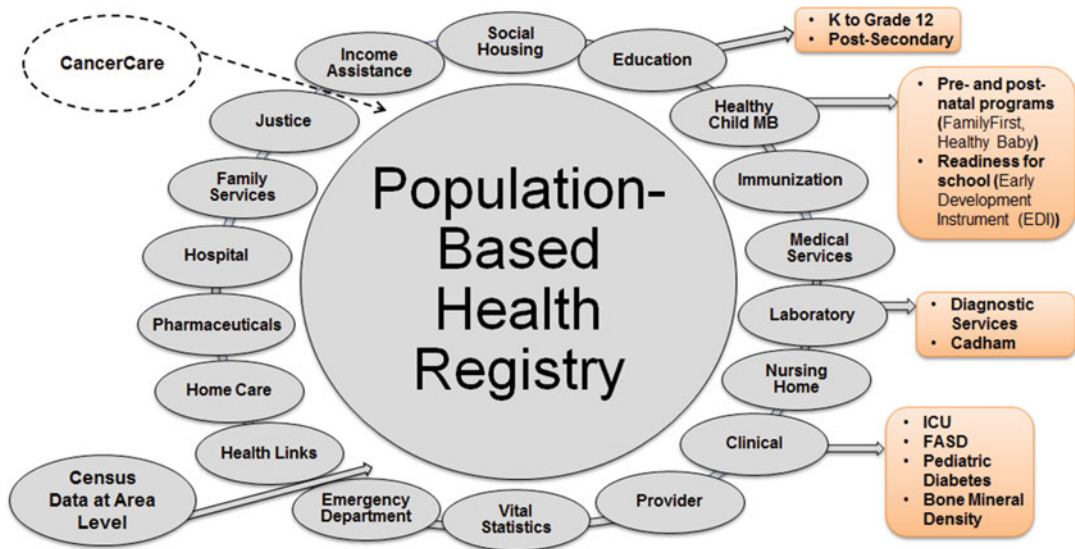 CancerCare
Income
Assistance
Social
Housing
Education
• K to Grade 12
• Post-Secondary
Justice
Healthy
Child MB
• Pre- and post-
natal programs
(FamilyFirst,
Healthy Baby)
• Readiness for
school (Early
Development
Instrument (EDI))
Family
Services
Immunization
Hospital
Medical
Services
Pharmaceuticals
Laboratory
• Diagnostic
Services
• Cadham
Home Care
Nursing
Home
Health Links
Clinical
• ICU
• FASD
• Pediatric
Diabetes
• Bone Mineral
Density
Census
Data at Area
Level
Emergency
Department
Vital
Statistics
Provider
Population-
Based
Health
Registry